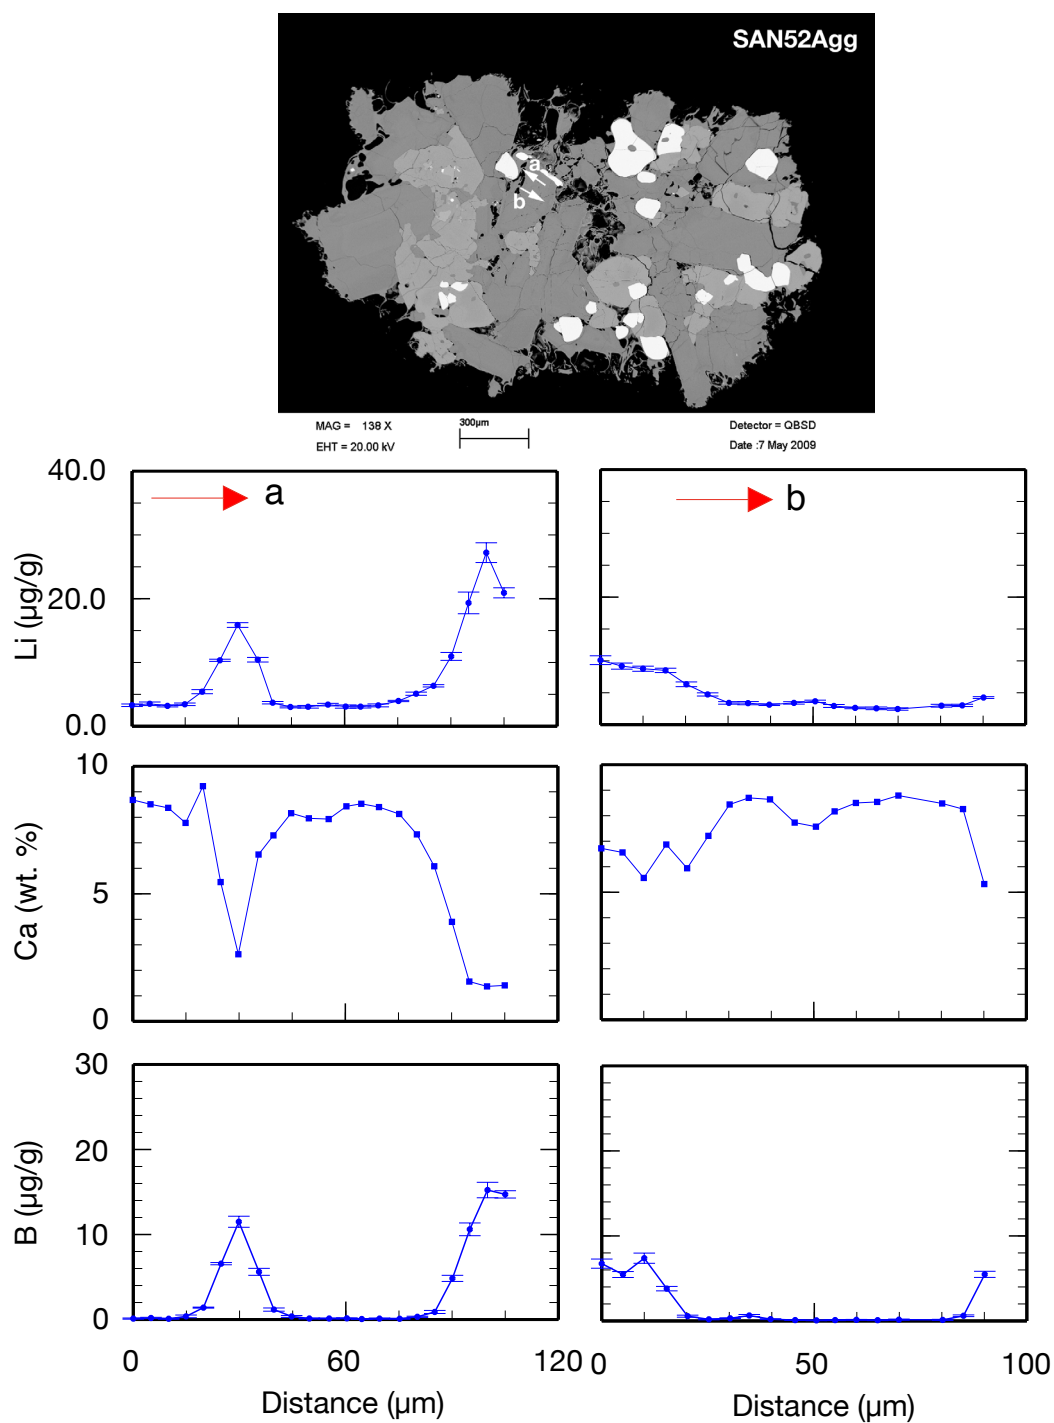 SAN52Agg
a
b
MAG = 138 X
300µm
Detector = QBSD
EHT = 20.00 kV
Date :7 May 2009
40.0
a
b
Li (µg/g)
20.0
0.0
10
Ca (wt. %)
5
0
30
20
B (µg/g)
10
0
0 60 120 0 50 100
Distance (µm) Distance (µm)